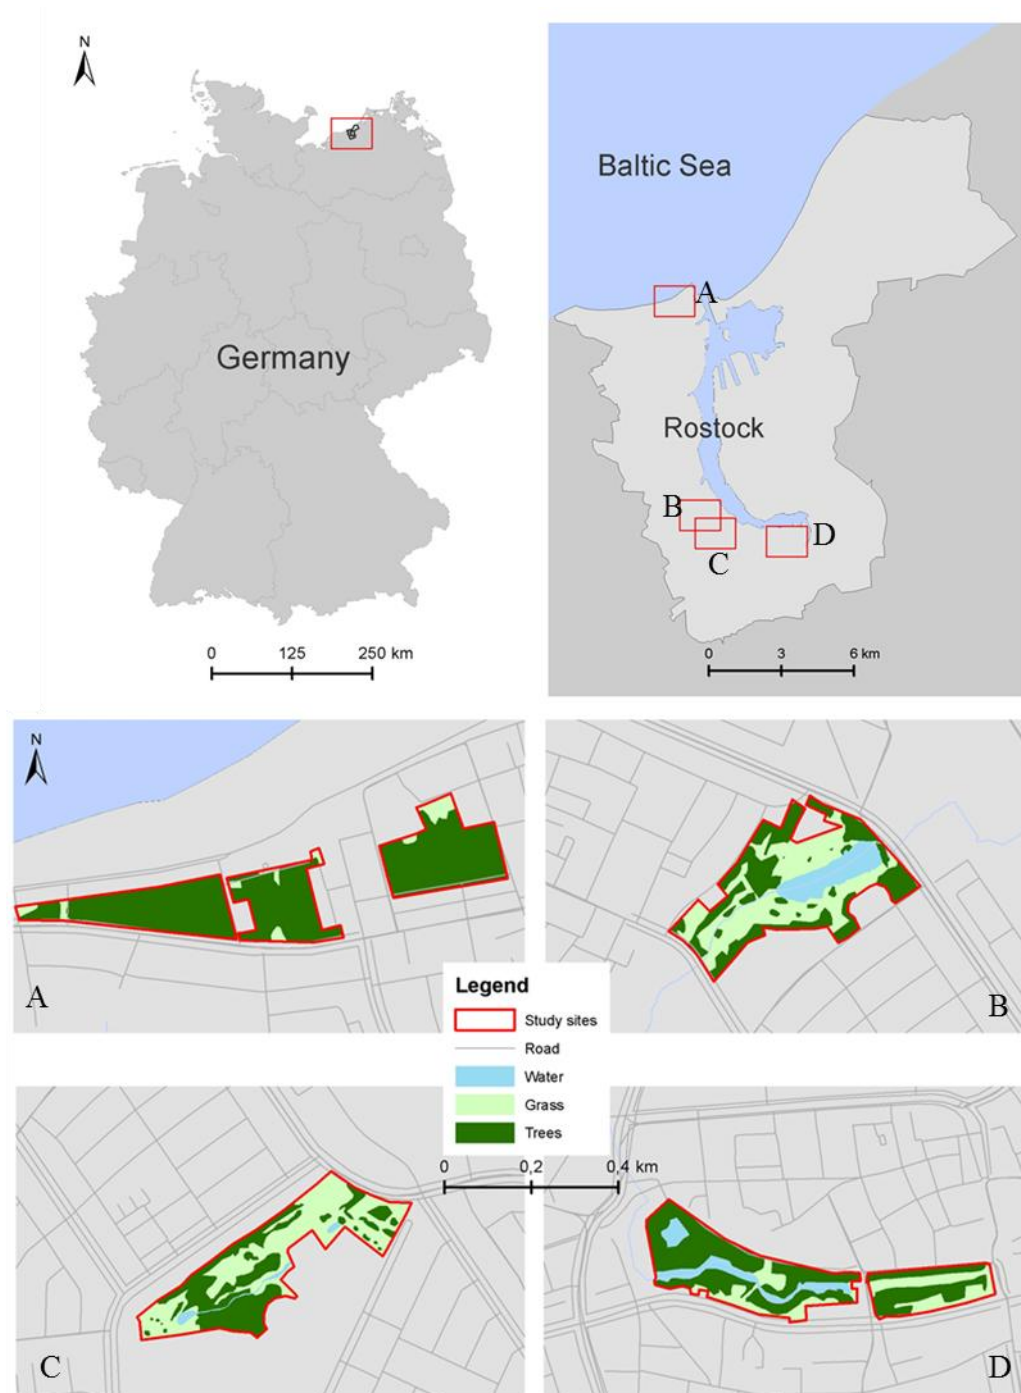 N
Germany
0 125 250 km
Baltic Sea
A
Rostock
B
C
D
0 3 6 km
N
A
B
Legend
Study sites
Road
Water
Grass
Trees
0 0,2 0,4 km
C
D